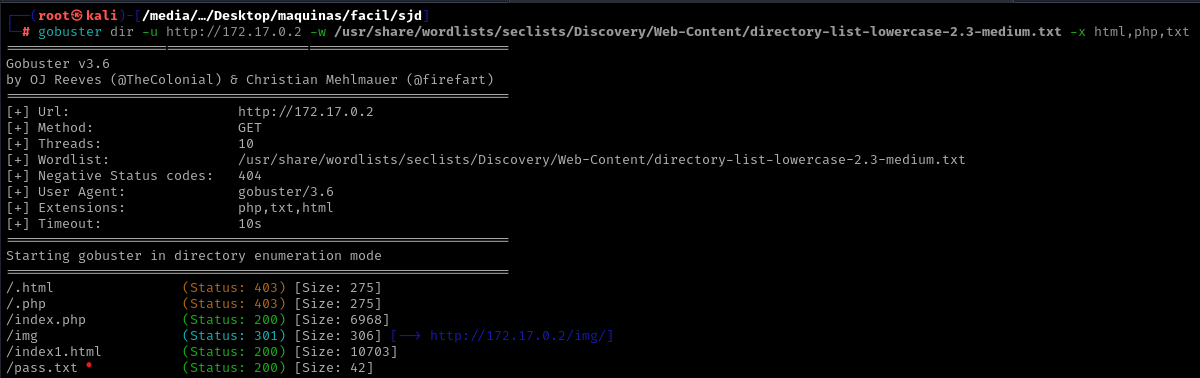 ┌──(root㉿kali)-[/media/…/Desktop/maquinas/facil/sjd]
└─# gobuster dir -u http://172.17.0.2 -w /usr/share/wordlists/seclists/Discovery/Web-Content/directory-list-lowercase-2.3-medium.txt -x html,php,txt
===============================================================
Gobuster v3.6
by OJ Reeves (@TheColonial) & Christian Mehlmauer (@firefart)
===============================================================
[+] Url:                     http://172.17.0.2
[+] Method:                  GET
[+] Threads:                 10
[+] Wordlist:                /usr/share/wordlists/seclists/Discovery/Web-Content/directory-list-lowercase-2.3-medium.txt
[+] Negative Status codes:   404
[+] User Agent:              gobuster/3.6
[+] Extensions:              php,txt,html
[+] Timeout:                 10s
===============================================================
Starting gobuster in directory enumeration mode
===============================================================
/.html                (Status: 403) [Size: 275]
/.php                 (Status: 403) [Size: 275]
/index.php            (Status: 200) [Size: 6968]
/img                  (Status: 301) [Size: 306] [--> http://172.17.0.2/img/]
/index1.html          (Status: 200) [Size: 10703]
/pass.txt             (Status: 200) [Size: 42]